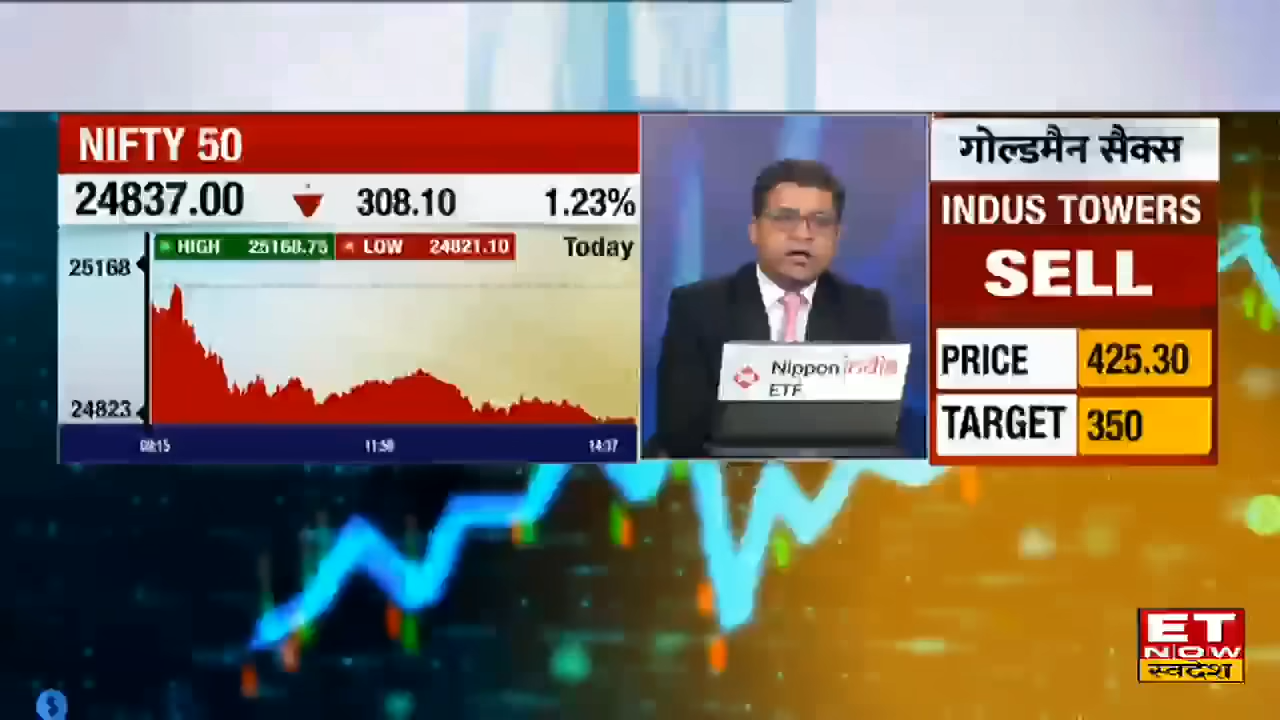 NIFTY 50
24837.00 308.10 1.23%
HIGH 25168.75 LOW 24821.10 Today
25168
24823
09:15 11:50 14:37
Nippon india
ETF
गोल्डमैन सैक्स
INDUS TOWERS
SELL
PRICE 425.30
TARGET 350
ET
NOW
स्वदेश